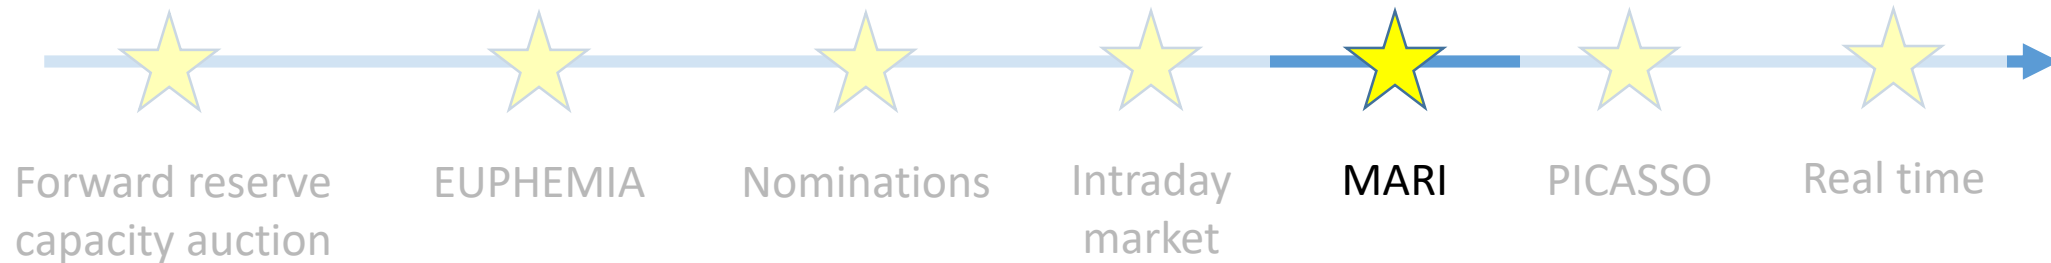 Forward reserve
capacity auction
EUPHEMIA
Nominations
Intraday
market
MARI
PICASSO
Real time